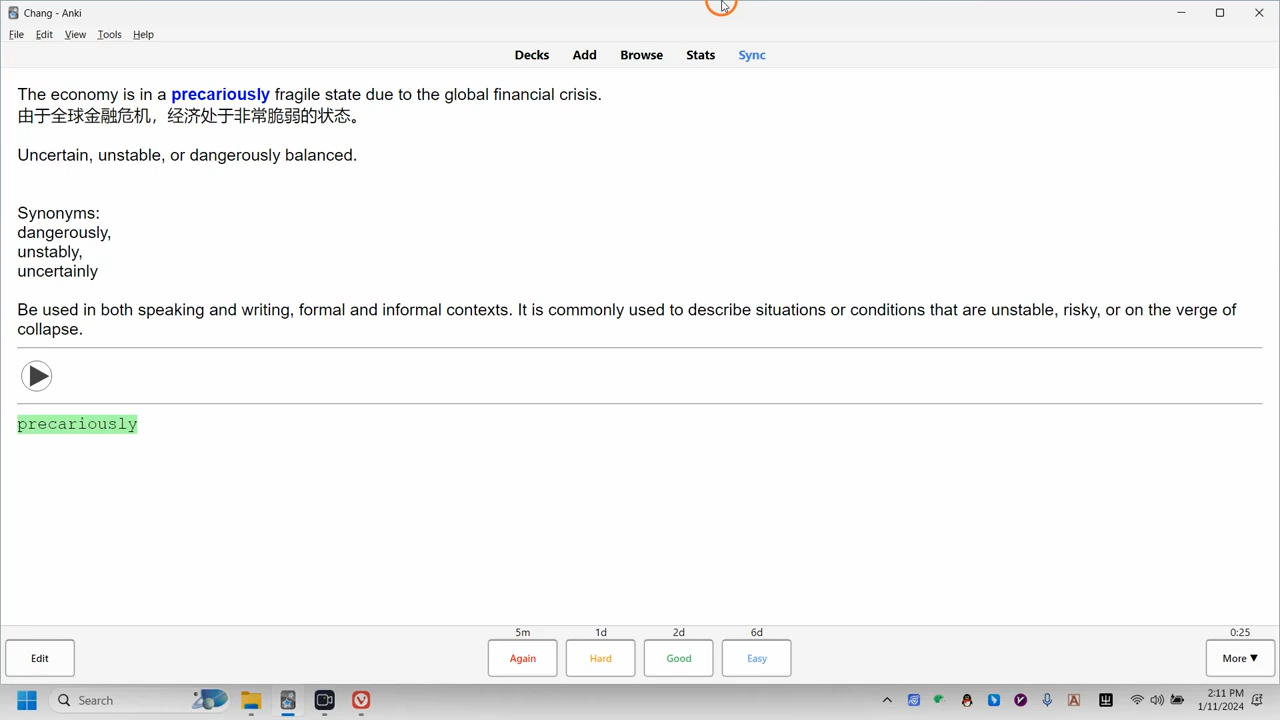 Chang - Anki
File Edit View Tools Help
Decks Add Browse Stats Sync
The economy is in a precariously fragile state due to the global financial crisis.
由于全球金融危机，经济处于非常脆弱的状态。
Uncertain, unstable, or dangerously balanced.
Synonyms:
dangerously,
unstably,
uncertainly
Be used in both speaking and writing, formal and informal contexts. It is commonly used to describe situations or conditions that are unstable, risky, or on the verge of
collapse.
precariously
5m 1d 2d 6d 0:25
Edit Again Hard Good Easy More ▼
Search
2:11 PM
1/11/2024